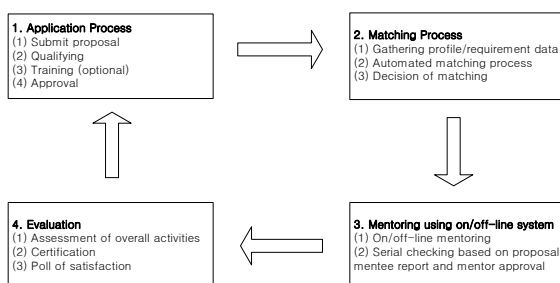 1. Application Process
(1) Submit proposal
(2) Qualifying
(3) Training (optional)
(4) Approval
2. Matching Process
(1) Gathering profile/requirement data
(2) Automated matching process
(3) Decision of matching
3. Mentoring using on/off-line system
(1) On/off-line mentoring
(2) Serial checking based on proposal
mentee report and mentor approval
4. Evaluation
(1) Assessment of overall activities
(2) Certification
(3) Poll of satisfaction